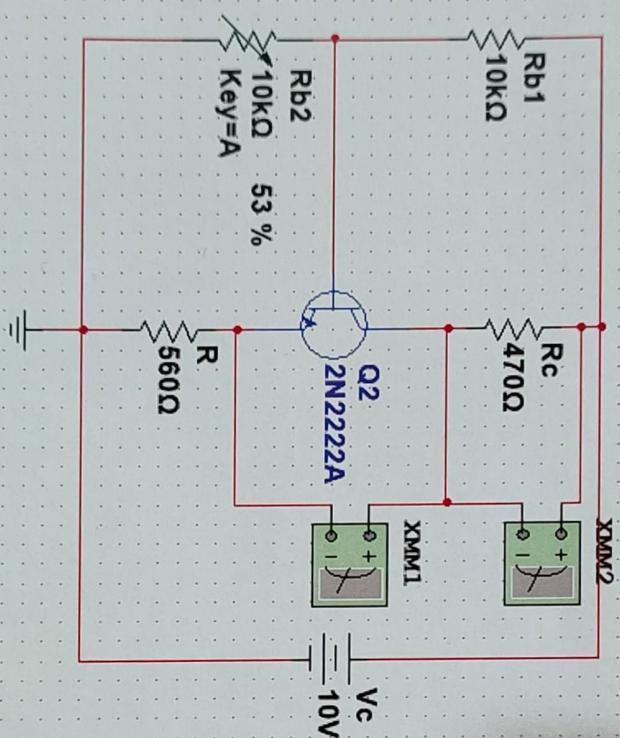 Rb1
10kΩ
Rb2
10kΩ
53 %
Key=A
Rc
470Ω
Q2
2N2222A
R
560Ω
XMM2
+
-
XMM1
+
-
Vc
10V